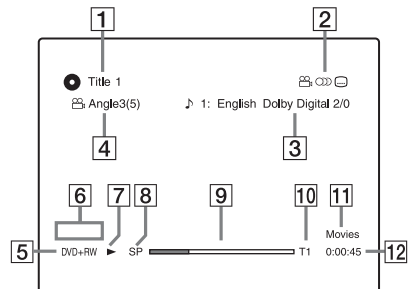 1 2
Title 1
Angle3(5) ♪ 1: English Dolby Digital 2/0
4 3
6 7 8 9 10 11
Movies
5 DVD+RW ► SP T1 0:00:45 12